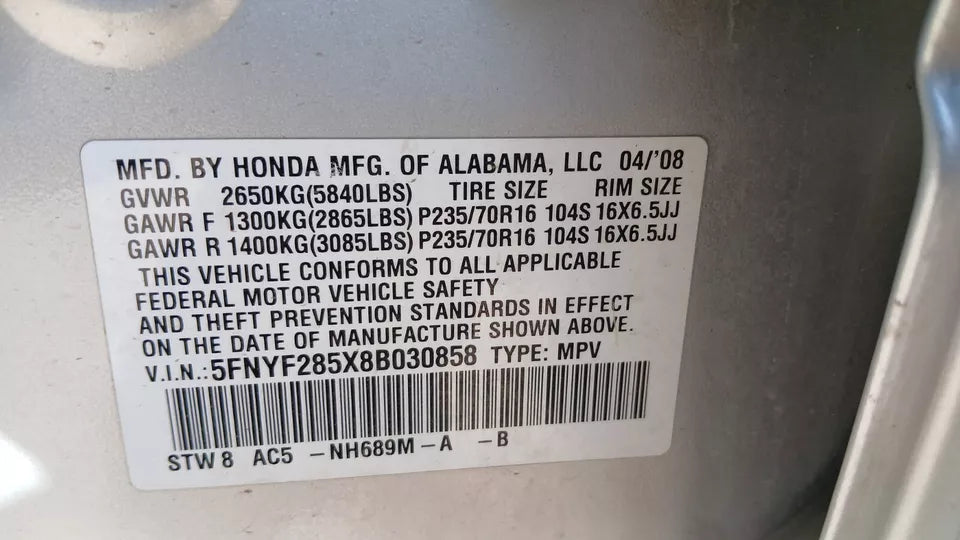 MFD. BY HONDA MFG. OF ALABAMA, LLC 04/'08
GVWR 2650KG(5840LBS) TIRE SIZE RIM SIZE
GAWR F 1300KG(2865LBS) P235/70R16 104S 16X6.5JJ
GAWR R 1400KG(3085LBS) P235/70R16 104S 16X6.5JJ
THIS VEHICLE CONFORMS TO ALL APPLICABLE
FEDERAL MOTOR VEHICLE SAFETY
AND THEFT PREVENTION STANDARDS IN EFFECT
ON THE DATE OF MANUFACTURE SHOWN ABOVE.
V.I.N.:5FNYF285X8B030858 TYPE: MPV
STW 8 AC5 -NH689M-A -B